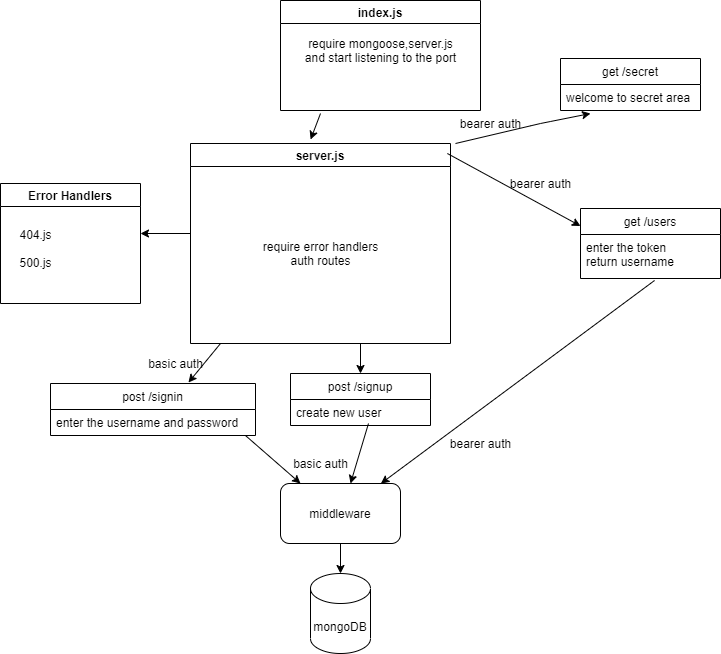 index.js
require mongoose,server.js
and start listening to the port
get /secret
welcome to secret area
bearer auth
server.js
bearer auth
Error Handlers
404.js
500.js
require error handlers
auth routes
get /users
enter the token
return username
basic auth
post /signin
enter the username and password
post /signup
create new user
bearer auth
basic auth
middleware
mongoDB